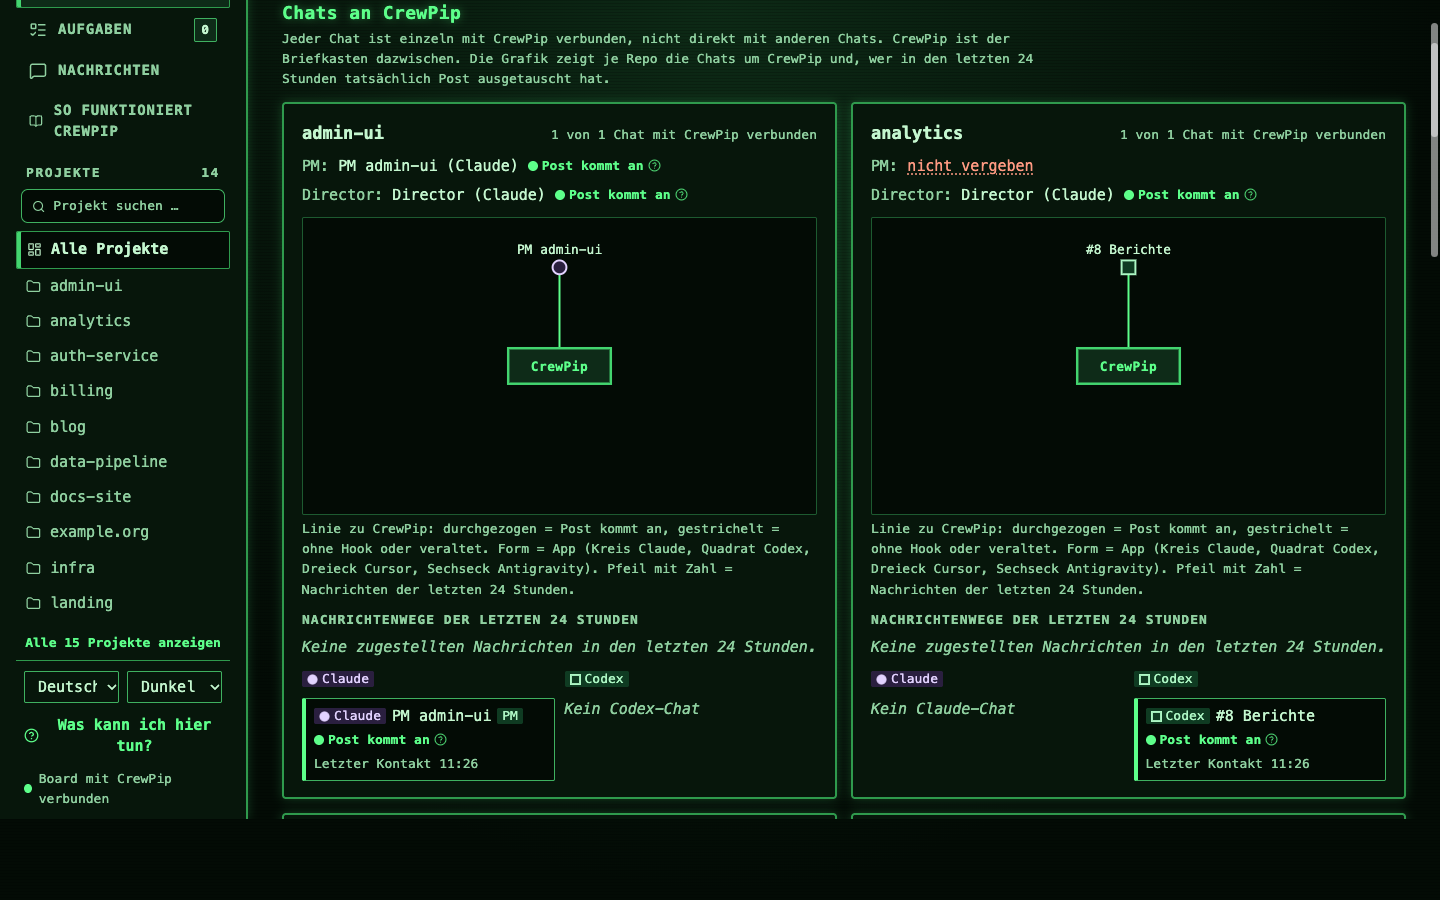 AUFGABEN
0
NACHRICHTEN
SO FUNKTIONIERT
CREWPIP
PROJEKTE
14
Projekt suchen …
Alle Projekte
admin-ui
analytics
auth-service
billing
blog
data-pipeline
docs-site
example.org
infra
landing
Alle 15 Projekte anzeigen
Deutsch
Dunkel
Was kann ich hier
tun?
Board mit CrewPip
verbunden
Chats an CrewPip
Jeder Chat ist einzeln mit CrewPip verbunden, nicht direkt mit anderen Chats. CrewPip ist der
Briefkasten dazwischen. Die Grafik zeigt je Repo die Chats um CrewPip und, wer in den letzten 24
Stunden tatsächlich Post ausgetauscht hat.
admin-ui
1 von 1 Chat mit CrewPip verbunden
PM: PM admin-ui (Claude) Post kommt an ?
Director: Director (Claude) Post kommt an ?
PM admin-ui
CrewPip
Linie zu CrewPip: durchgezogen = Post kommt an, gestrichelt =
ohne Hook oder veraltet. Form = App (Kreis Claude, Quadrat Codex,
Dreieck Cursor, Sechseck Antigravity). Pfeil mit Zahl =
Nachrichten der letzten 24 Stunden.
NACHRICHTENWEGE DER LETZTEN 24 STUNDEN
Keine zugestellten Nachrichten in den letzten 24 Stunden.
Claude
Codex
Claude PM admin-ui PM
Post kommt an ?
Letzter Kontakt 11:26
Kein Codex-Chat
analytics
1 von 1 Chat mit CrewPip verbunden
PM: nicht vergeben
Director: Director (Claude) Post kommt an ?
#8 Berichte
CrewPip
Linie zu CrewPip: durchgezogen = Post kommt an, gestrichelt =
ohne Hook oder veraltet. Form = App (Kreis Claude, Quadrat Codex,
Dreieck Cursor, Sechseck Antigravity). Pfeil mit Zahl =
Nachrichten der letzten 24 Stunden.
NACHRICHTENWEGE DER LETZTEN 24 STUNDEN
Keine zugestellten Nachrichten in den letzten 24 Stunden.
Claude
Codex
Kein Claude-Chat
Codex #8 Berichte
Post kommt an ?
Letzter Kontakt 11:26